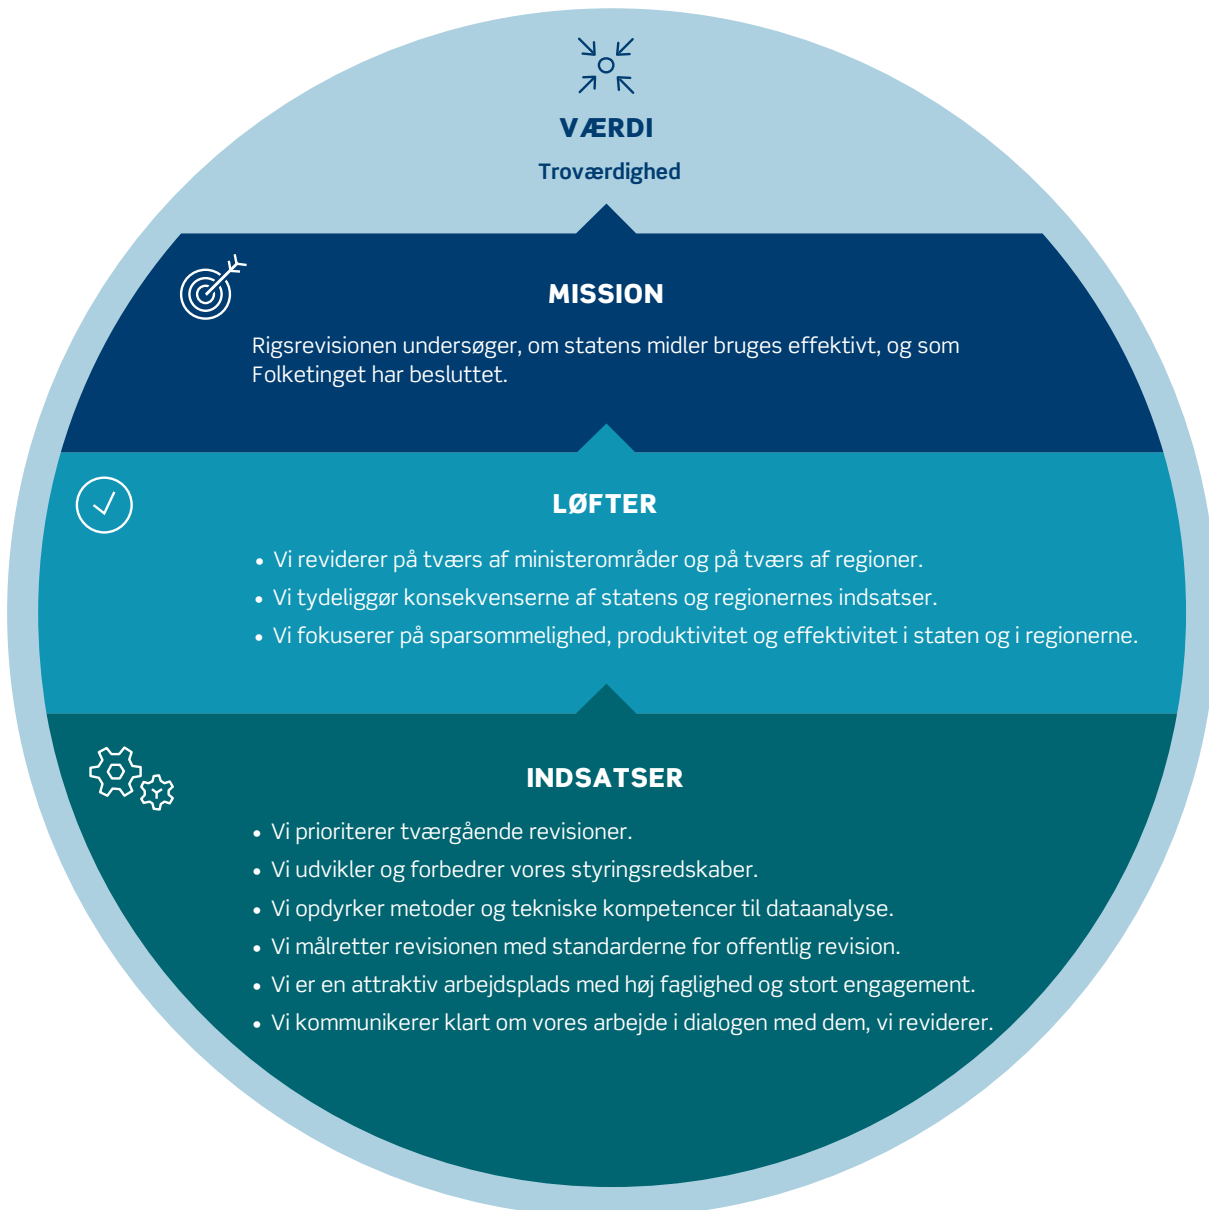 VÆRDI
Troværdighed
MISSION
Rigsrevisionen undersøger, om statens midler bruges effektivt, og som
Folketinget har besluttet.
LØFTER
• Vi reviderer på tværs af ministerområder og på tværs af regioner.
• Vi tydeliggør konsekvenserne af statens og regionernes indsatser.
• Vi fokuserer på sparsommelighed, produktivitet og effektivitet i staten og i regionerne.
INDSATSER
• Vi prioriterer tværgående revisioner.
• Vi udvikler og forbedrer vores styringsredskaber.
• Vi opdyrker metoder og tekniske kompetencer til dataanalyse.
• Vi målretter revisionen med standarderne for offentlig revision.
• Vi er en attraktiv arbejdsplads med høj faglighed og stort engagement.
• Vi kommunikerer klart om vores arbejde i dialogen med dem, vi reviderer.